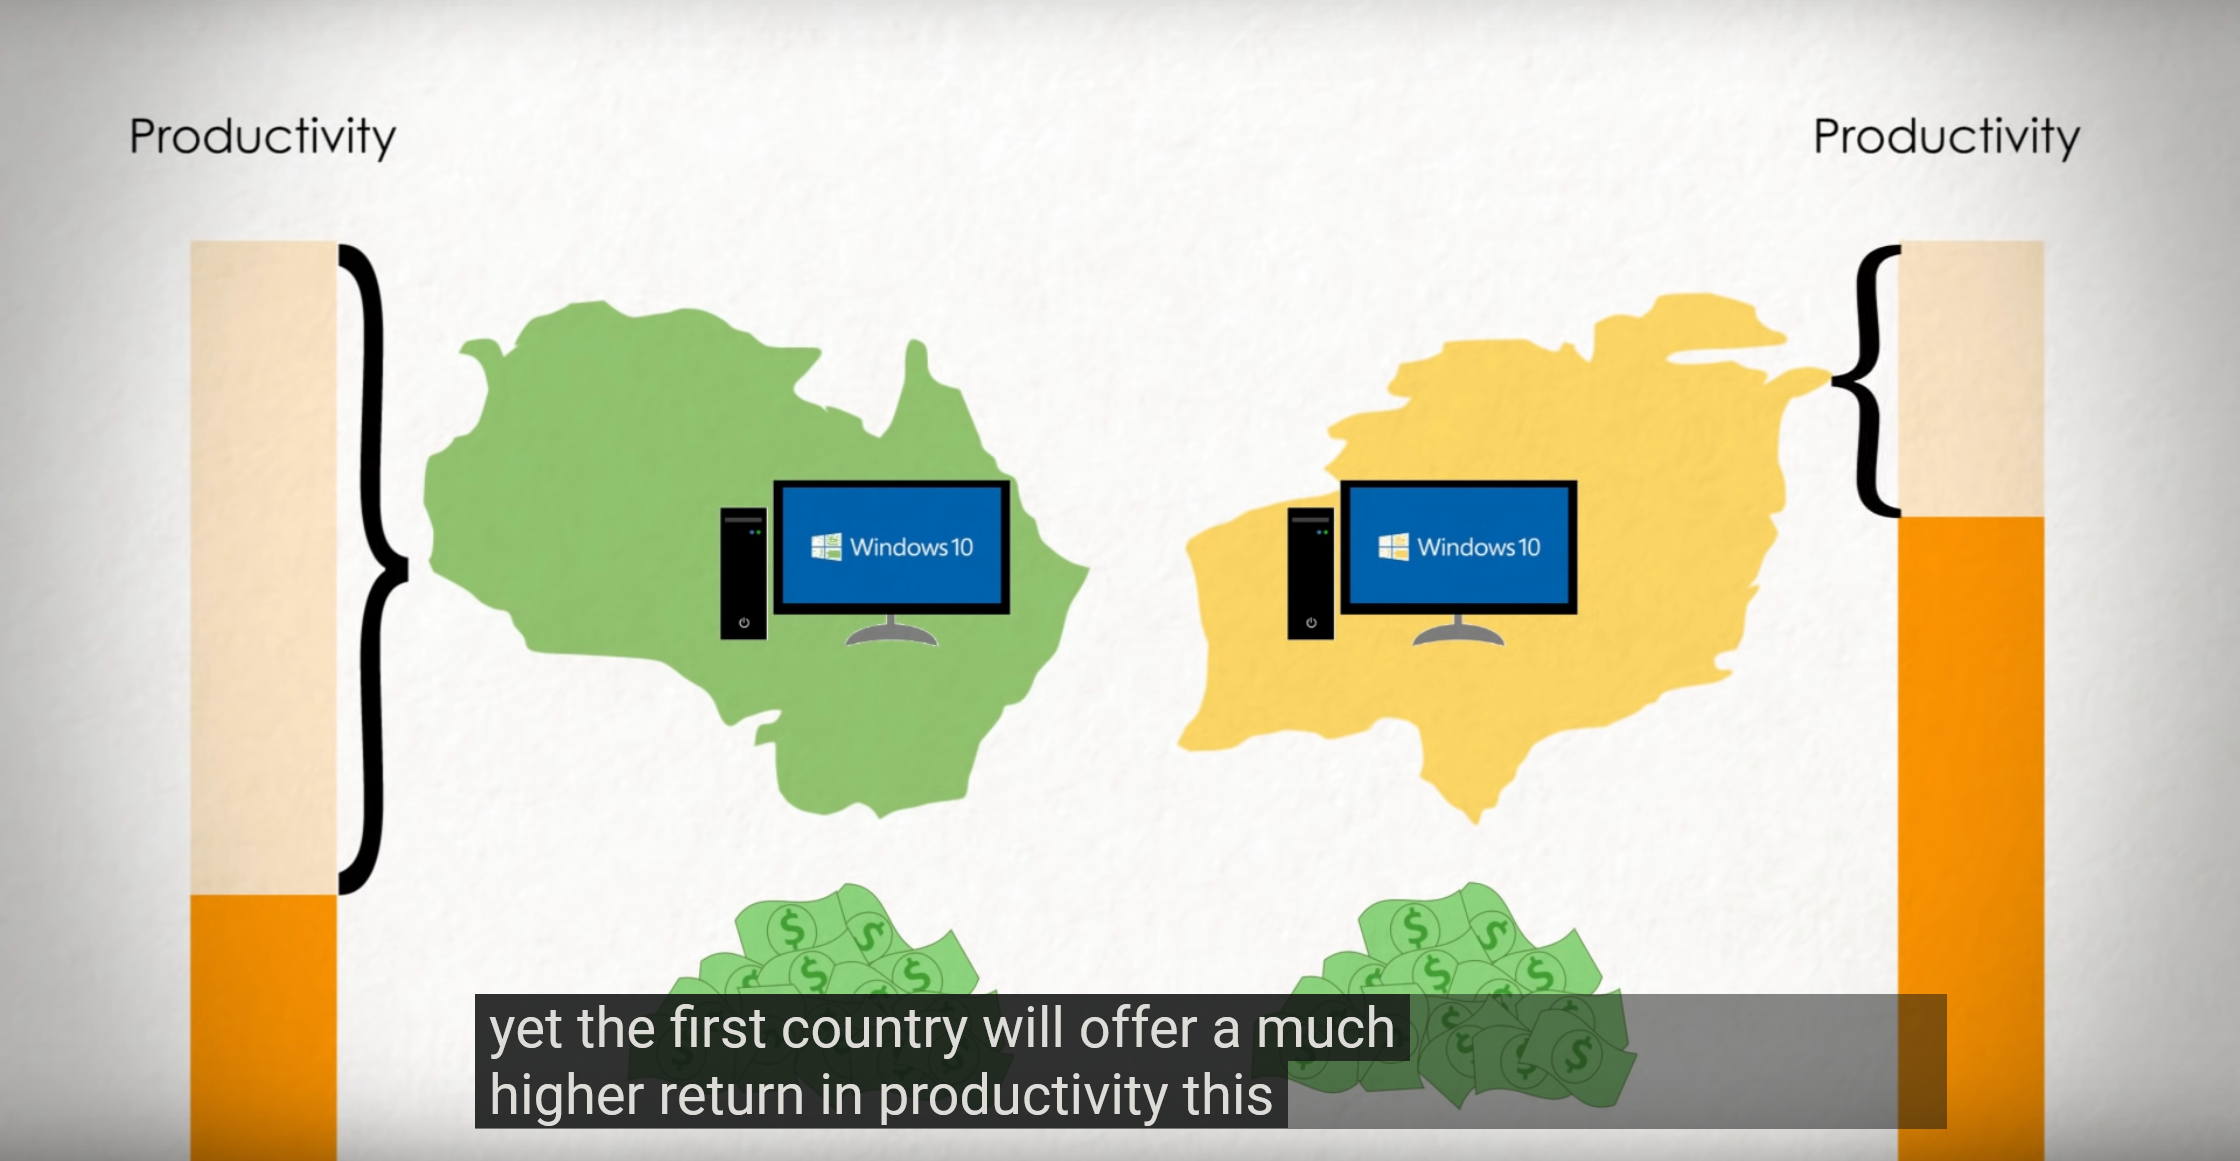 Productivity
Productivity
Windows 10
Windows 10
yet the first country will offer a much
higher return in productivity this